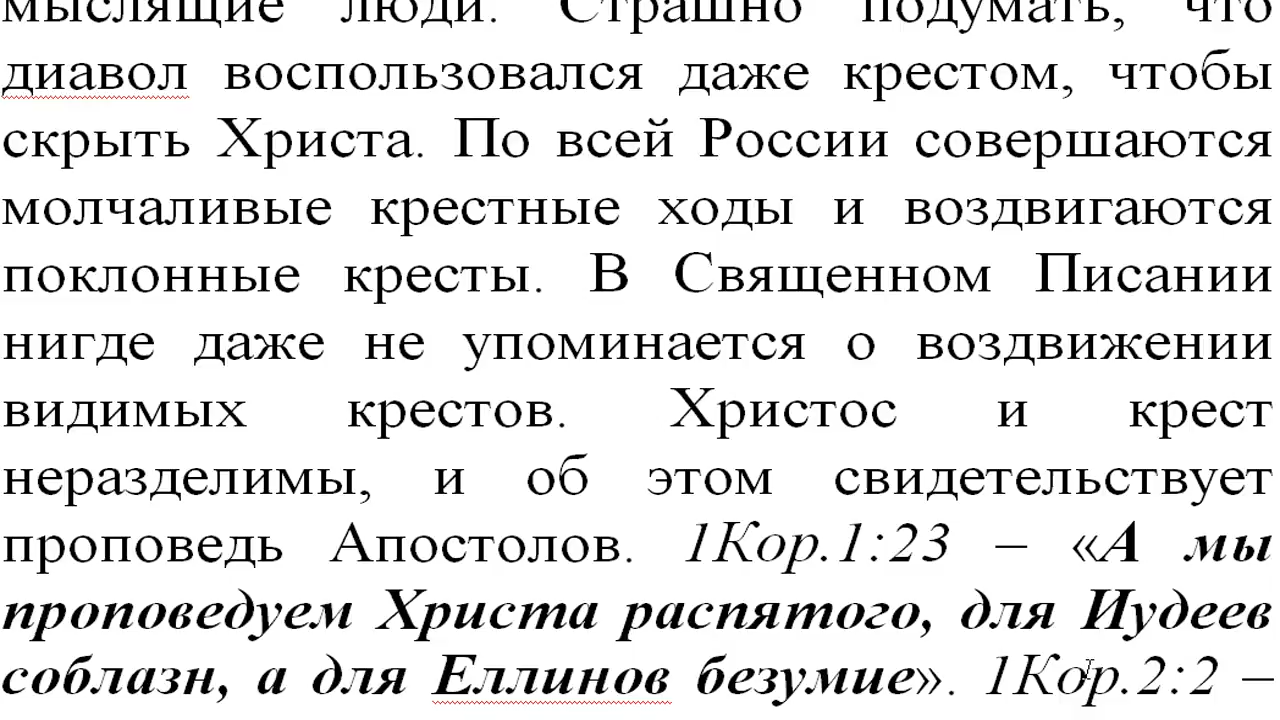 мыслящие люди. Страшно подумать, что
диавол воспользовался даже крестом, чтобы
скрыть Христа. По всей России совершаются
молчаливые крестные ходы и воздвигаются
поклонные кресты. В Священном Писании
нигде даже не упоминается о воздвижении
видимых крестов. Христос и крест
неразделимы, и об этом свидетельствует
проповедь Апостолов. 1Кор.1:23 – «А мы
проповедуем Христа распятого, для Иудеев
соблазн, а для Еллинов безумие». 1Кор.2:2 –